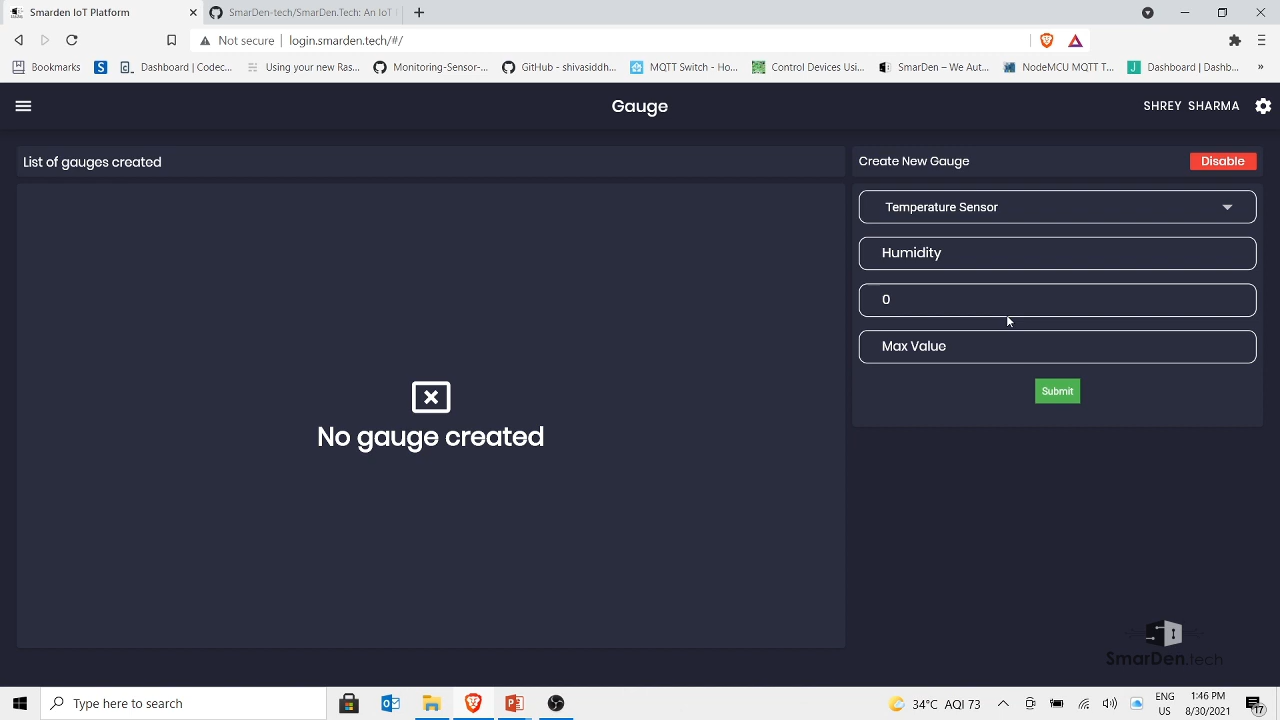 Smarden IoT Platform
SmarDen-tech/SmarDen.Tech: An IoT
Not secure
login.smarden.tech/#/
Bookmarks
Dashboard | Codec...
Using your new Ras...
Monitoring-Sensor-...
GitHub - shivasiddh...
MQTT Switch - Ho...
Control Devices Usi...
SmarDen – We Aut...
NodeMCU MQTT T...
Dashboard | Dashb...
Gauge
SHREY SHARMA
List of gauges created
Create New Gauge
Disable
Temperature Sensor
Humidity
0
Max Value
Submit
No gauge created
SmarDen.tech
Type here to search
34°C AQI 73
ENG
US
1:46 PM
8/30/2021
17